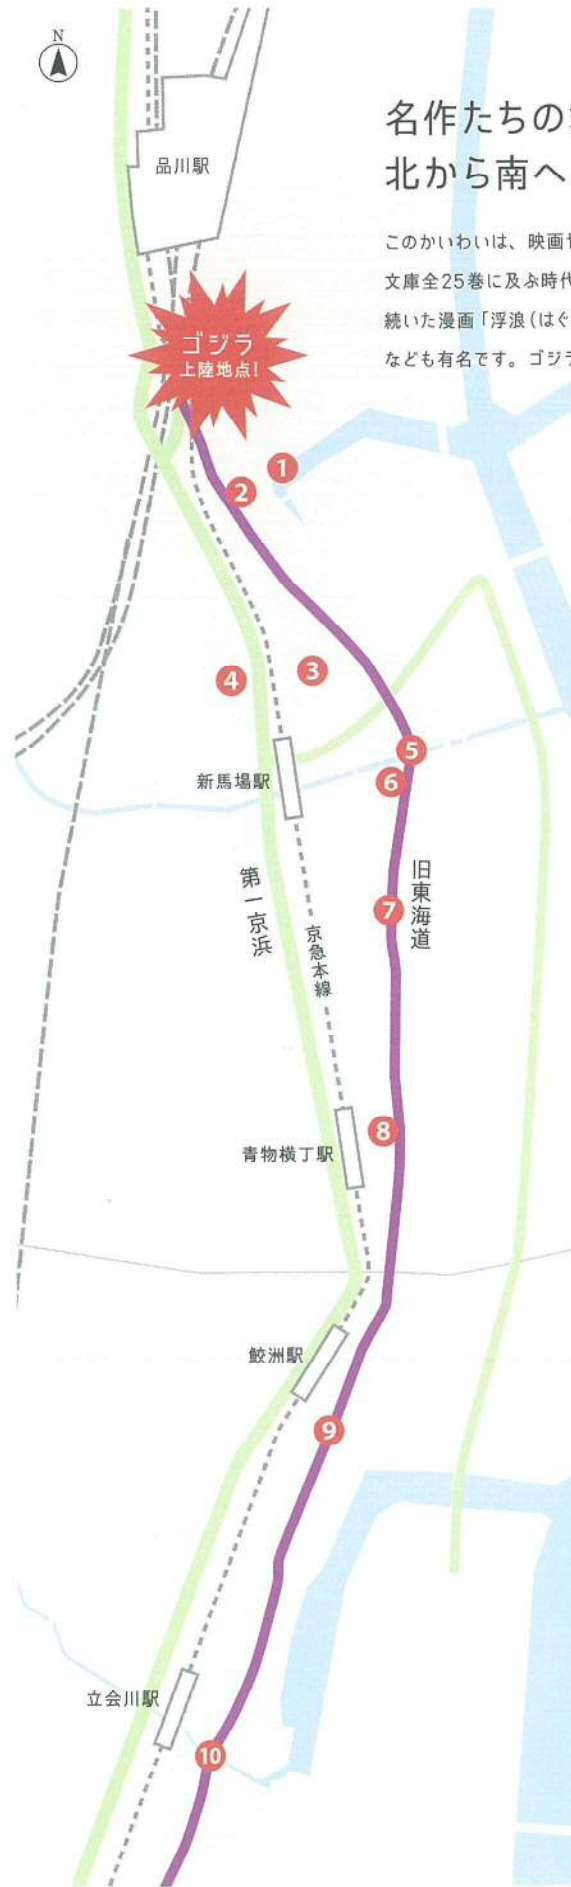 N
品川駅
名作たちの
北から南へ
このかいわいは、映画
文庫全25巻に及ぶ時代
続いた漫画「浮浪(はぐ
なども有名です。ゴジラ
ゴジラ
上陸地点!
1
2
3
4
5
6
新馬場駅
7
旧東海道
第一京浜
京急本線
8
青物横丁駅
鮫洲駅
9
立会川駅
10